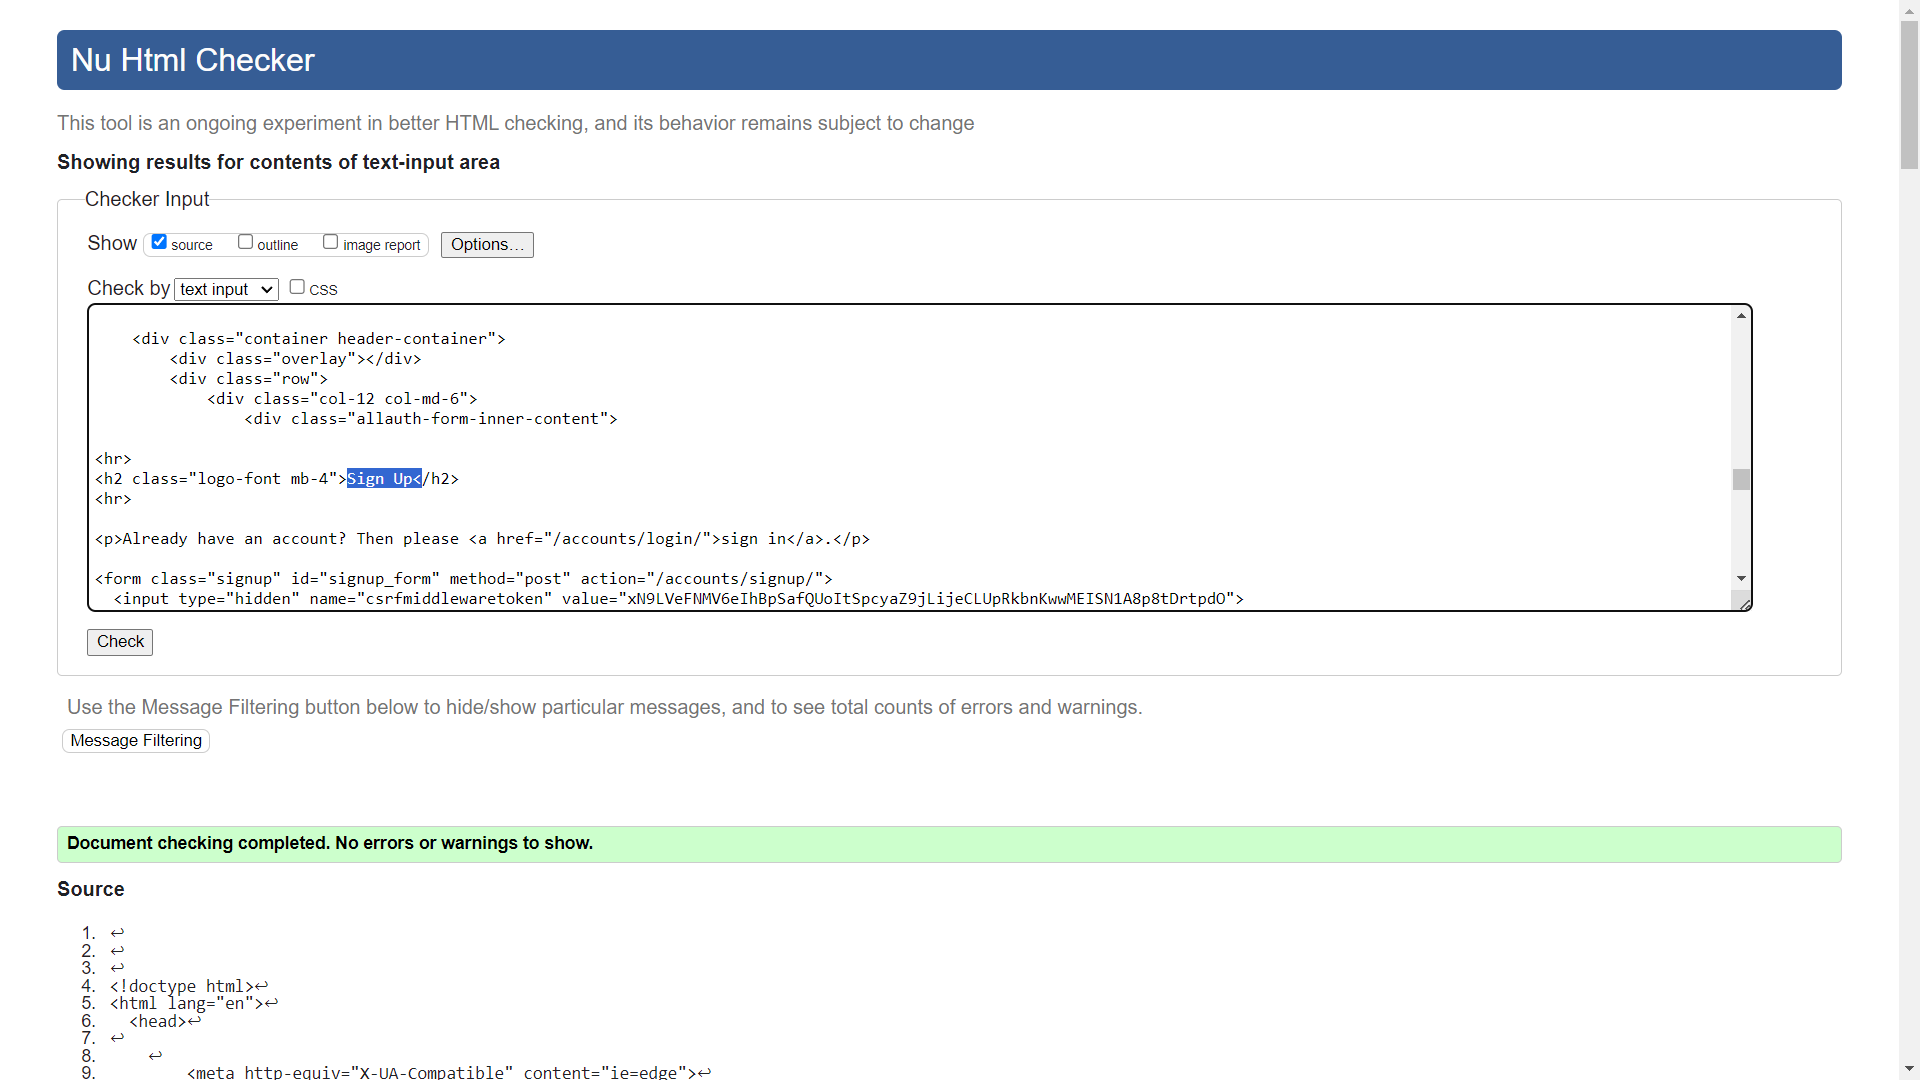 Nu Html Checker
This tool is an ongoing experiment in better HTML checking, and its behavior remains subject to change
Showing results for contents of text-input area
Checker Input
Show source outline image report Options...
Check by text input CSS
<div class="container header-container">
<div class="overlay"></div>
<div class="row">
<div class="col-12 col-md-6">
<div class="allauth-form-inner-content">
<hr>
<h2 class="logo-font mb-4">Sign Up</h2>
<hr>
<p>Already have an account? Then please <a href="/accounts/login/">sign in</a>.</p>
<form class="signup" id="signup_form" method="post" action="/accounts/signup/">
<input type="hidden" name="csrfmiddlewaretoken" value="xN9LVeFNMV6eIhBpSafQUoItSpcyaZ9jLijeCLUpRkbnKwwMEISN1A8p8tDrtpdO">
Check
Use the Message Filtering button below to hide/show particular messages, and to see total counts of errors and warnings.
Message Filtering
Document checking completed. No errors or warnings to show.
Source
1. ↩
2. ↩
3. ↩
4. <!doctype html>↩
5. <html lang="en">↩
6. <head>↩
7. ↩
8. ↩
9. <meta http-equiv="X-UA-Compatible" content="ie=edge">↩